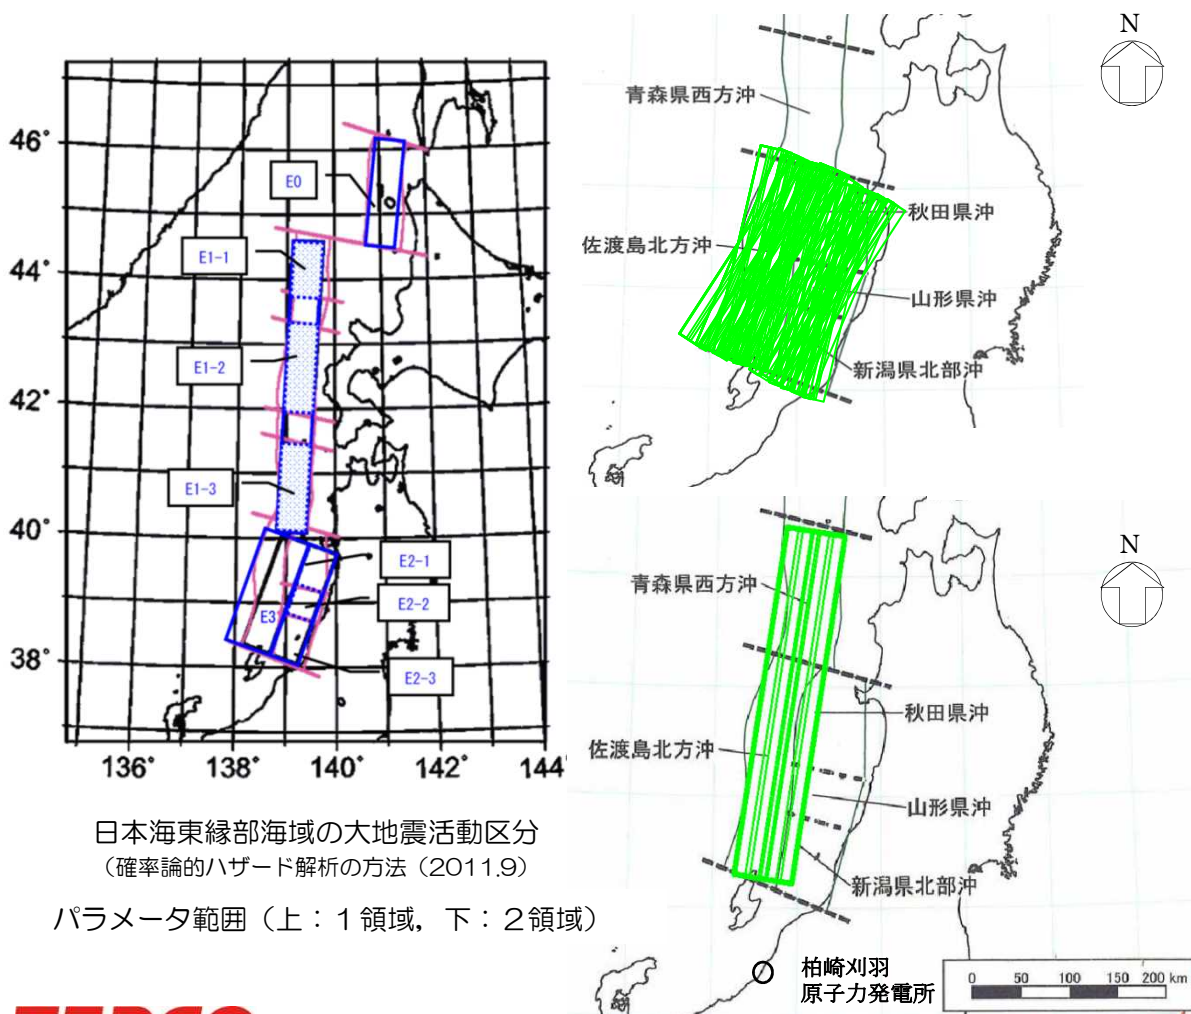 46°
44°
42°
40°
38°
136°
138°
140°
142°
144°
E0
E1-1
E1-2
E1-3
E2-1
E2-2
E3
E2-3
日本海東縁部海域の大地震活動区分
（確率論的ハザード解析の方法（2011.9）
パラメータ範囲（上：１領域，下：２領域）
N
青森県西方沖
秋田県沖
佐渡島北方沖
山形県沖
新潟県北部沖
N
青森県西方沖
秋田県沖
佐渡島北方沖
山形県沖
新潟県北部沖
柏崎刈羽
原子力発電所
0 50 100 150 200 km
TEPCO